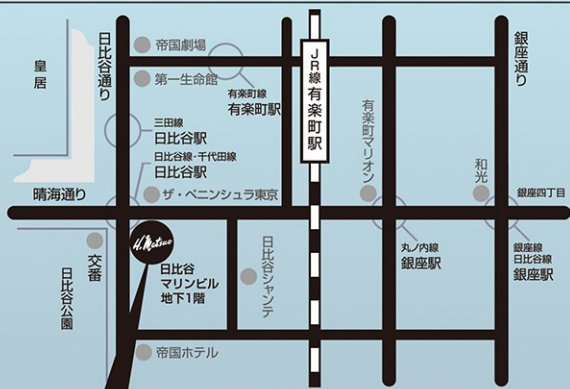 皇居
日比谷通り
帝国劇場
第一生命館
有楽町線
有楽町駅
JR線 有楽町駅
銀座通り
三田線
日比谷駅
日比谷線・千代田線
日比谷駅
有楽町マリオン
和光
晴海通り
ザ・ペニンシュラ東京
銀座四丁目
交番
日比谷公園
H. Matsuo
日比谷
マリンビル
地下1階
日比谷シャンテ
丸ノ内線
銀座駅
銀座線
日比谷線
銀座駅
帝国ホテル